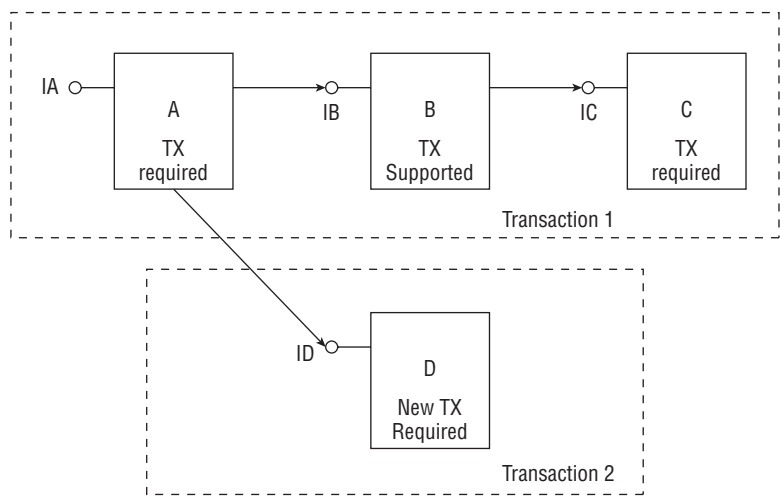 IA
A
TX
required
IB
B
TX
Supported
IC
C
TX
required
Transaction 1
ID
D
New TX
Required
Transaction 2